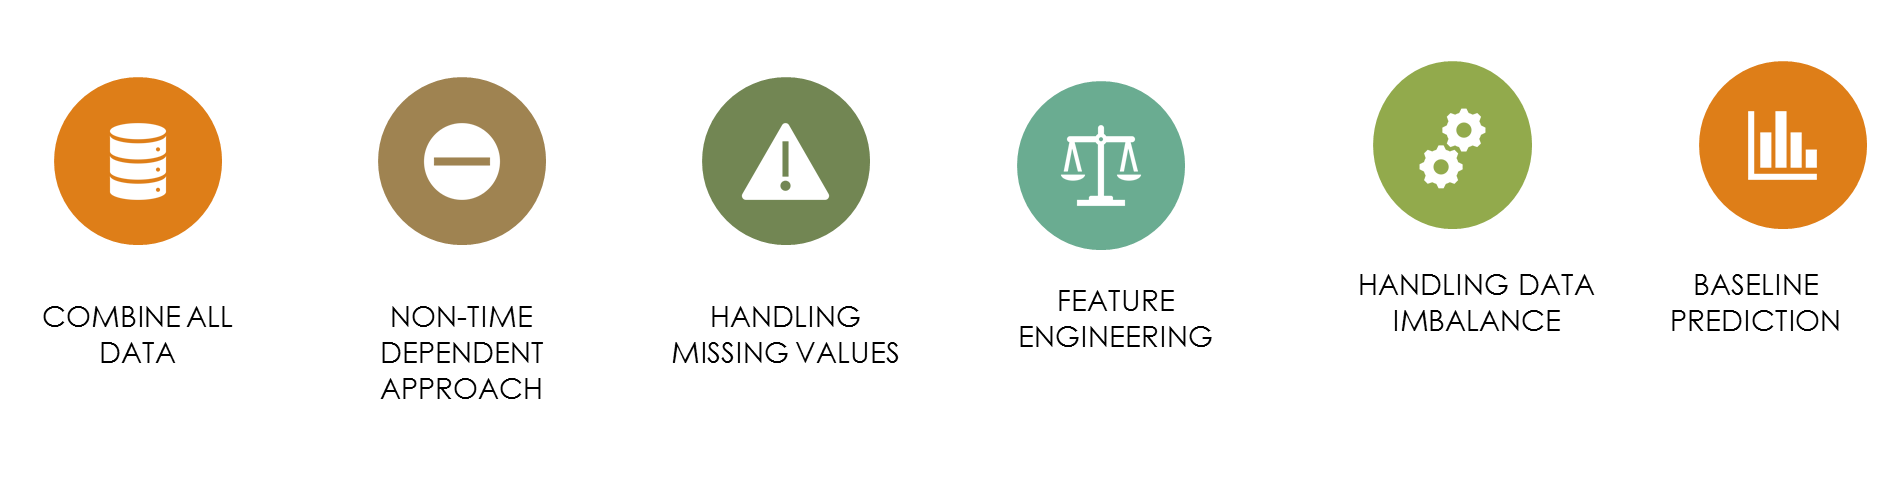 COMBINE ALL
DATA
NON-TIME
DEPENDENT
APPROACH
HANDLING
MISSING VALUES
FEATURE
ENGINEERING
HANDLING DATA
IMBALANCE
BASELINE
PREDICTION